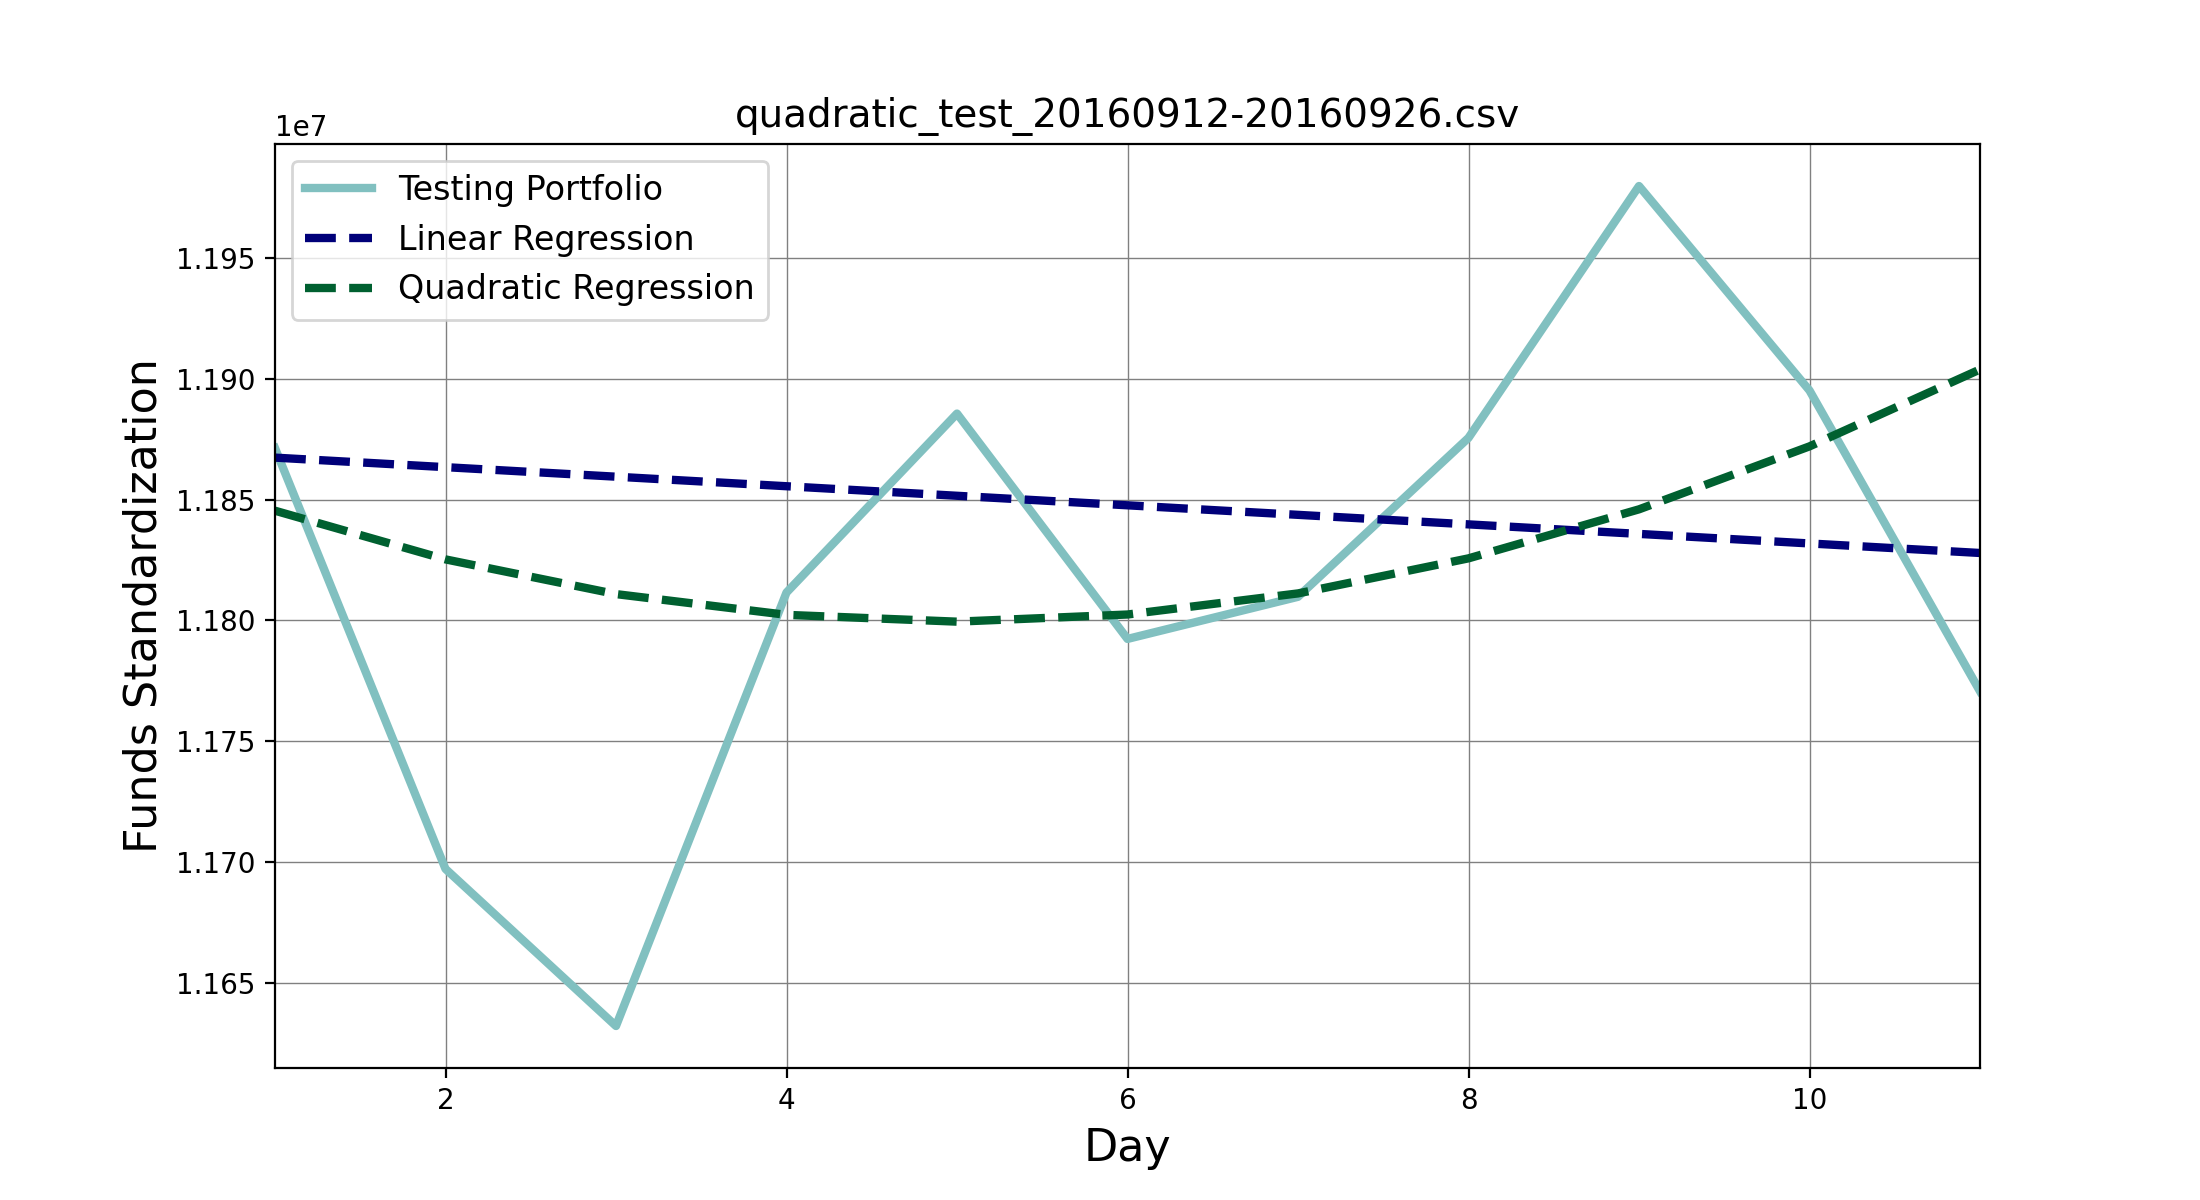 quadratic_test_20160912-20160926.csv
1e7
Testing Portfolio
Linear Regression
Quadratic Regression
Funds Standardization
1.195
1.190
1.185
1.180
1.175
1.170
1.165
2 4 6 8 10
Day